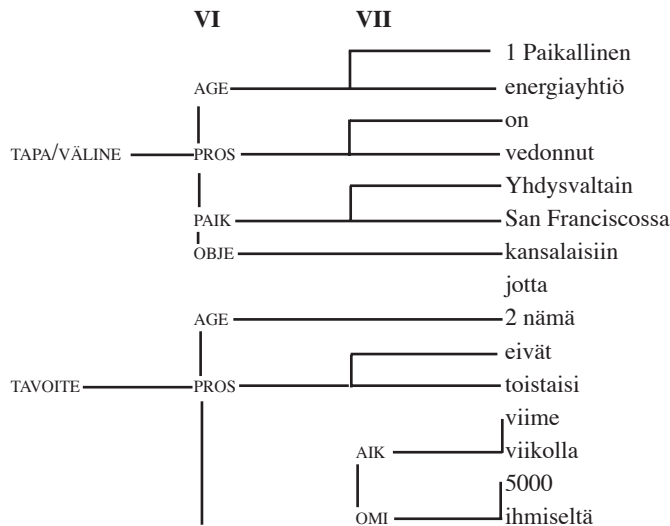 VI VII
1 Paikallinen
AGE energiayhtiö
on
TAPA/VÄLINE PROS vedonnut
Yhdysvaltain
PAIK San Franciscossa
OBJE kansalaisiin
jotta
AGE 2 nämä
eivät
TAVOITE PROS toistaisi
viime
AIK viikolla
5000
OMI ihmiseltä